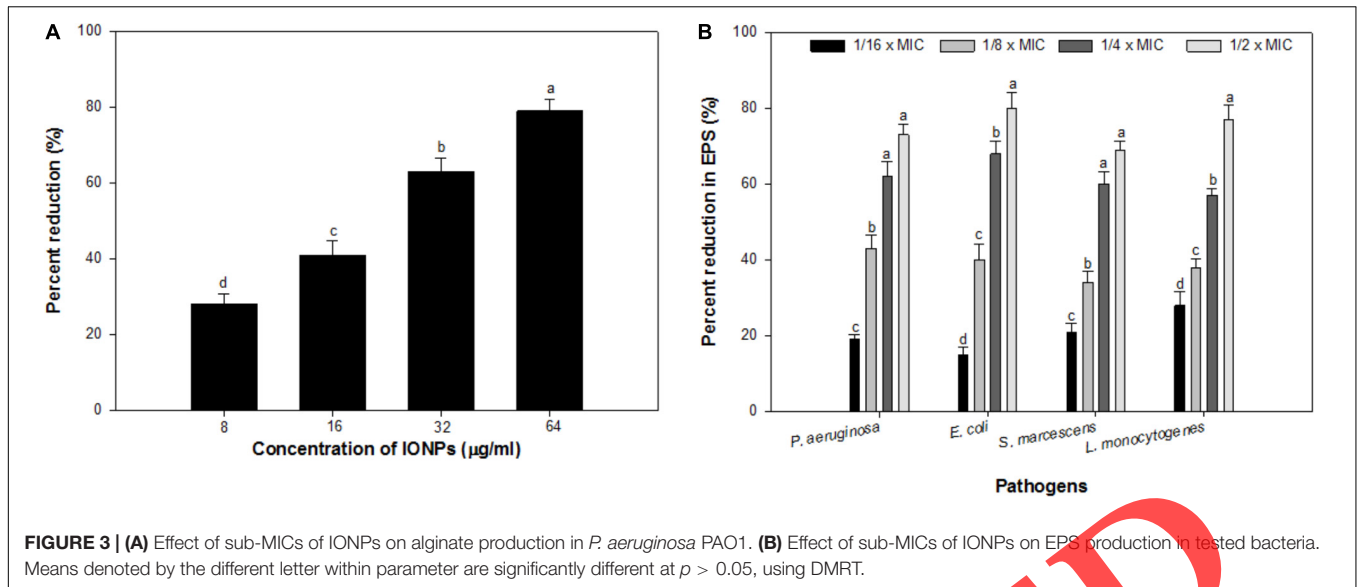 A
B
100
80
60
40
20
0
Percent reduction (%)
d
c
b
a
8
16
32
64
Concentration of IONPs (µg/ml)
100
80
60
40
20
0
Percent reduction in EPS (%)
1/16 x MIC
1/8 x MIC
1/4 x MIC
1/2 x MIC
c
b
a
a
d
c
b
a
c
b
a
a
d
c
b
a
P. aeruginosa
E. coli
S. marcescens
L. monocytogenes
Pathogens
FIGURE 3 | (A) Effect of sub-MICs of IONPs on alginate production in P. aeruginosa PAO1. (B) Effect of sub-MICs of IONPs on EPS production in tested bacteria.
Means denoted by the different letter within parameter are significantly different at p > 0.05, using DMRT.